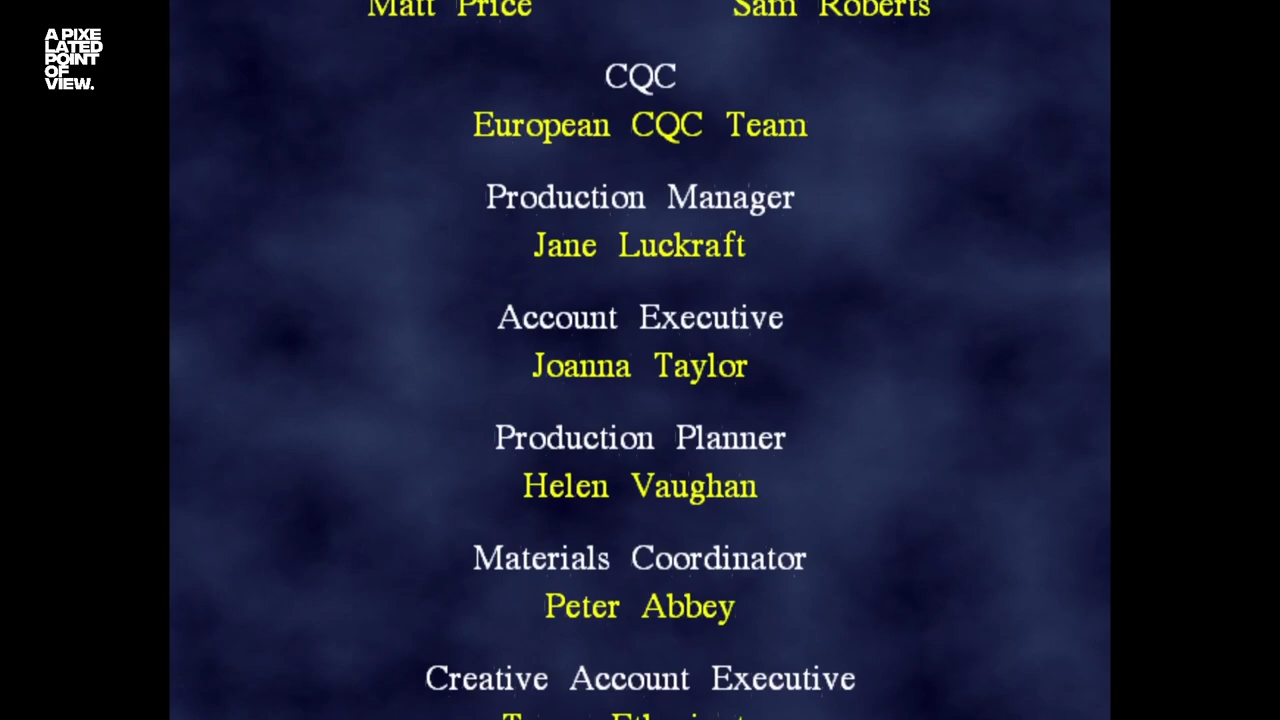 A PIXE
LATED
POINT
OF
VIEW.
Matt Price Sam Roberts
CQC
European CQC Team
Production Manager
Jane Luckraft
Account Executive
Joanna Taylor
Production Planner
Helen Vaughan
Materials Coordinator
Peter Abbey
Creative Account Executive